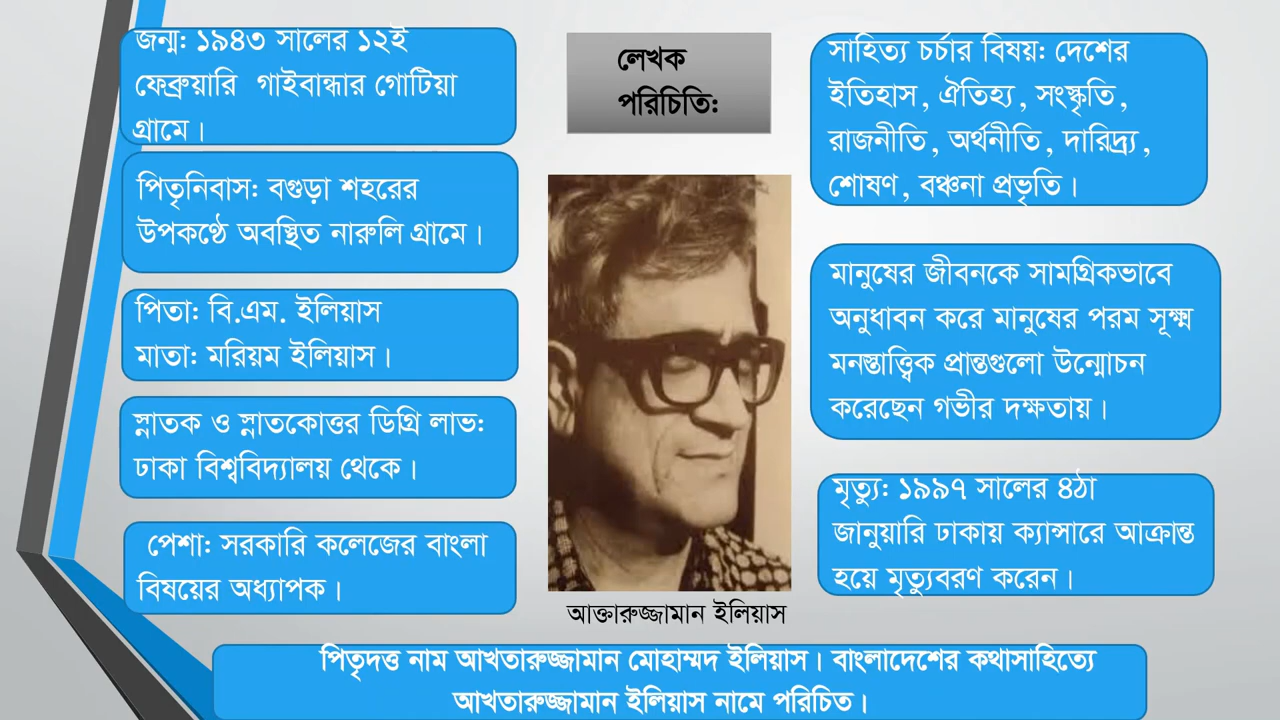 জন্ম: ১৯৪৩ সালের ১২ই
ফেব্রুয়ারি গাইবান্ধার গোটিয়া
গ্রামে।
পিতৃনিবাস: বগুড়া শহরের
উপকণ্ঠে অবস্থিত নারুলি গ্রামে।
পিতা: বি.এম. ইলিয়াস
মাতা: মরিয়ম ইলিয়াস।
স্নাতক ও স্নাতকোত্তর ডিগ্রি লাভ:
ঢাকা বিশ্ববিদ্যালয় থেকে।
পেশা: সরকারি কলেজের বাংলা
বিষয়ের অধ্যাপক।
লেখক
পরিচিতি:
আক্তারুজ্জামান ইলিয়াস
সাহিত্য চর্চার বিষয়: দেশের
ইতিহাস, ঐতিহ্য, সংস্কৃতি,
রাজনীতি, অর্থনীতি, দারিদ্র্য,
শোষণ, বঞ্চনা প্রভৃতি।
মানুষের জীবনকে সামগ্রিকভাবে
অনুধাবন করে মানুষের পরম সূক্ষ্ম
মনস্তাত্ত্বিক প্রান্তগুলো উন্মোচন
করেছেন গভীর দক্ষতায়।
মৃত্যু: ১৯৯৭ সালের ৪ঠা
জানুয়ারি ঢাকায় ক্যান্সারে আক্রান্ত
হয়ে মৃত্যুবরণ করেন।
পিতৃদত্ত নাম আখতারুজ্জামান মোহাম্মদ ইলিয়াস। বাংলাদেশের কথাসাহিত্যে
আখতারুজ্জামান ইলিয়াস নামে পরিচিত।